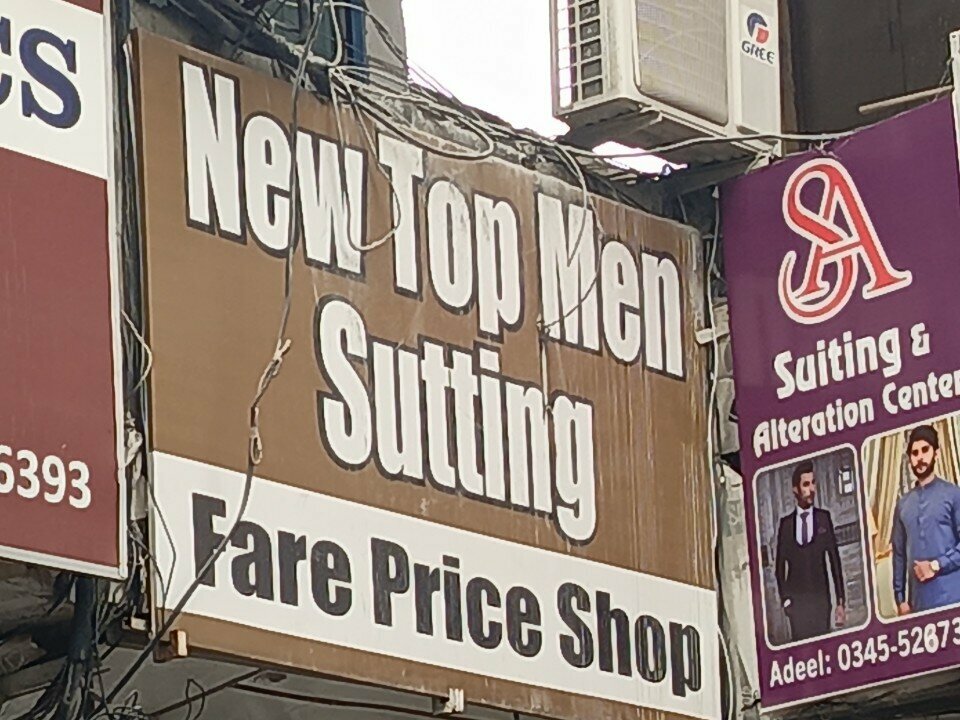 cs
6393
New Top Men
Sutting
Fare Price Shop
GREE
SA
Suiting &
Alteration Center
Adeel: 0345-52673